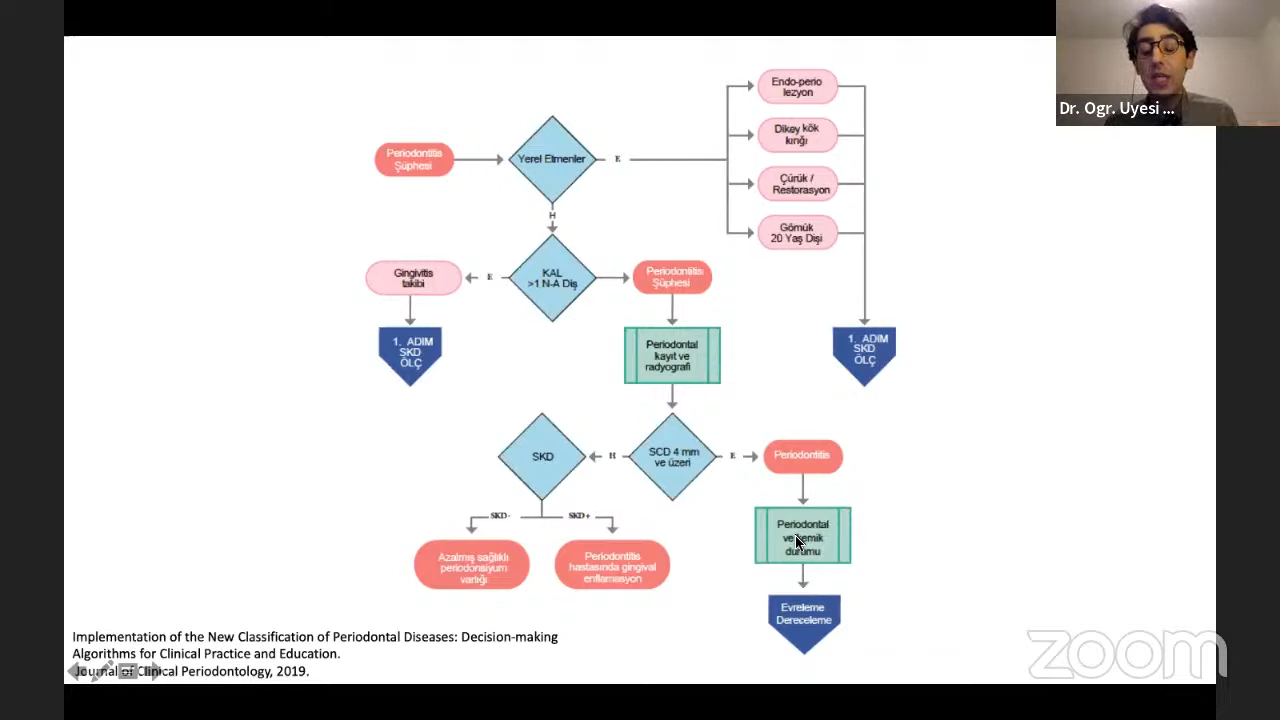 Dr. Ogr. Uyesi ...
Endo-perio
lezyon
Dikey kök
kırığı
Periodontitis
Şüphesi
Yerel Etmenler
E
Çürük /
Restorasyon
H
Gömük
20 Yaş Dişi
Gingivitis
takibi
E
KAL
>1 N-A Diş
Periodontitis
Şüphesi
1. ADIM
SKD
ÖLÇ
Periodontal
kayıt ve
radyografi
1. ADIM
SKD
ÖLÇ
SKD
H
SCD 4 mm
ve üzeri
E
Periodontitis
SKD-
SKD+
Periodontal
ve kemik
durumu
Azalmış sağlıklı
periodonsiyum
varlığı
Periodontitis
hastasında gingival
enflamasyon
Evreleme
Dereceleme
Implementation of the New Classification of Periodontal Diseases: Decision-making
Algorithms for Clinical Practice and Education.
Journal of Clinical Periodontology, 2019.
zoom